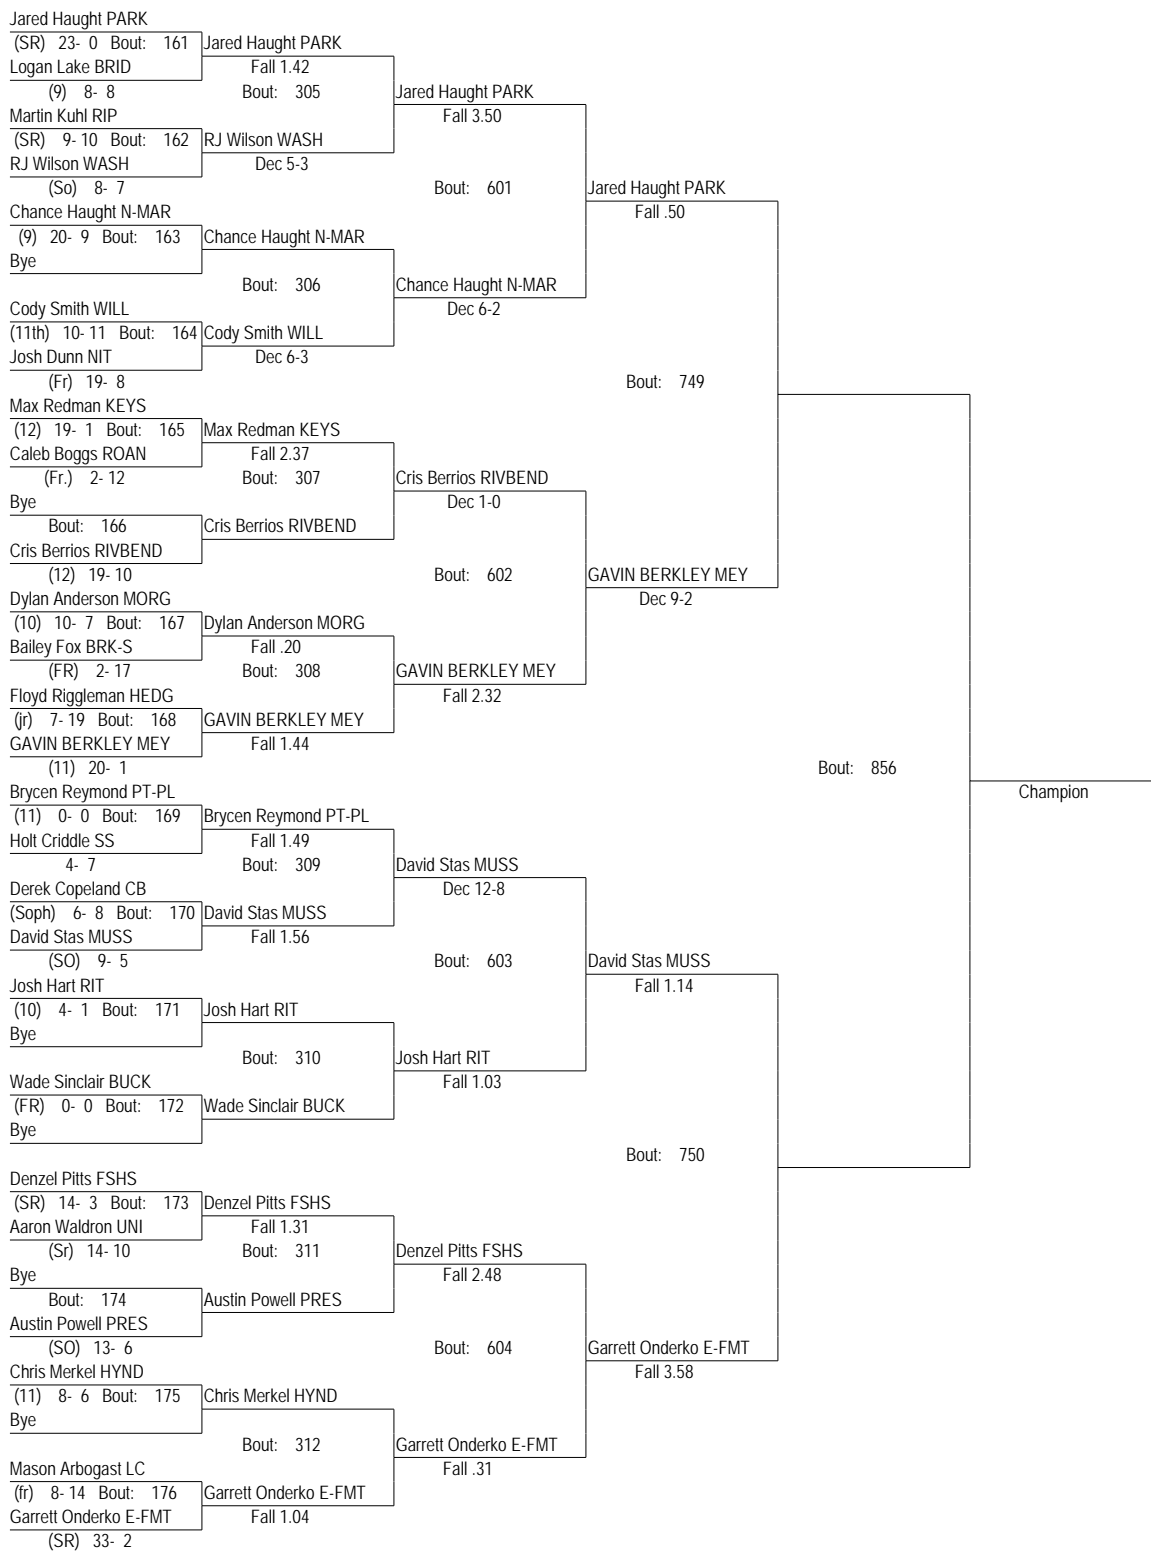 Jared Haught PARK
(SR) 23- 0 Bout: 161 Jared Haught PARK
Logan Lake BRID Fall 1.42
(9) 8- 8 Bout: 305 Jared Haught PARK
Martin Kuhl RIP Fall 3.50
(SR) 9- 10 Bout: 162 RJ Wilson WASH
RJ Wilson WASH Dec 5-3
(So) 8- 7 Bout: 601 Jared Haught PARK
Chance Haught N-MAR Fall .50
(9) 20- 9 Bout: 163 Chance Haught N-MAR
Bye
Bout: 306 Chance Haught N-MAR
Cody Smith WILL Dec 6-2
(11th) 10- 11 Bout: 164 Cody Smith WILL
Josh Dunn NIT Dec 6-3
(Fr) 19- 8 Bout: 749
Max Redman KEYS
(12) 19- 1 Bout: 165 Max Redman KEYS
Caleb Boggs ROAN Fall 2.37
(Fr.) 2- 12 Bout: 307 Cris Berrios RIVBEND
Bye Dec 1-0
Bout: 166 Cris Berrios RIVBEND
Cris Berrios RIVBEND
(12) 19- 10 Bout: 602 GAVIN BERKLEY MEY
Dylan Anderson MORG Dec 9-2
(10) 10- 7 Bout: 167 Dylan Anderson MORG
Bailey Fox BRK-S Fall .20
(FR) 2- 17 Bout: 308 GAVIN BERKLEY MEY
Floyd Riggleman HEDG Fall 2.32
(jr) 7- 19 Bout: 168 GAVIN BERKLEY MEY
GAVIN BERKLEY MEY Fall 1.44
(11) 20- 1 Bout: 856
Brycen Reymond PT-PL Champion
(11) 0- 0 Bout: 169 Brycen Reymond PT-PL
Holt Criddle SS Fall 1.49
4- 7 Bout: 309 David Stas MUSS
Derek Copeland CB Dec 12-8
(Soph) 6- 8 Bout: 170 David Stas MUSS
David Stas MUSS Fall 1.56
(SO) 9- 5 Bout: 603 David Stas MUSS
Josh Hart RIT Fall 1.14
(10) 4- 1 Bout: 171 Josh Hart RIT
Bye
Bout: 310 Josh Hart RIT
Wade Sinclair BUCK Fall 1.03
(FR) 0- 0 Bout: 172 Wade Sinclair BUCK
Bye
Bout: 750
Denzel Pitts FSHS
(SR) 14- 3 Bout: 173 Denzel Pitts FSHS
Aaron Waldron UNI Fall 1.31
(Sr) 14- 10 Bout: 311 Denzel Pitts FSHS
Bye Fall 2.48
Bout: 174 Austin Powell PRES
Austin Powell PRES
(SO) 13- 6 Bout: 604 Garrett Onderko E-FMT
Chris Merkel HYND Fall 3.58
(11) 8- 6 Bout: 175 Chris Merkel HYND
Bye
Bout: 312 Garrett Onderko E-FMT
Mason Arbogast LC Fall .31
(fr) 8- 14 Bout: 176 Garrett Onderko E-FMT
Garrett Onderko E-FMT Fall 1.04
(SR) 33- 2